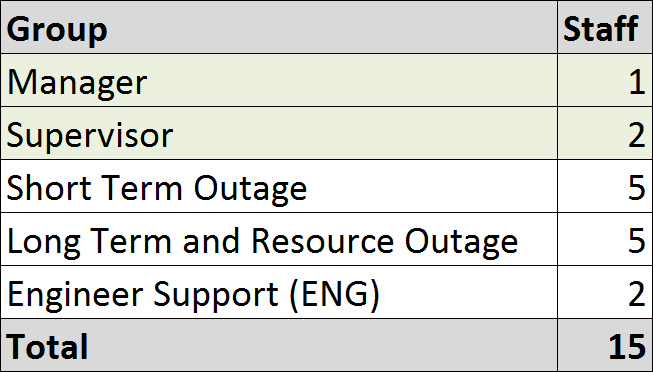 Group Staff
Manager 1
Supervisor 2
Short Term Outage 5
Long Term and Resource Outage 5
Engineer Support (ENG) 2
Total 15